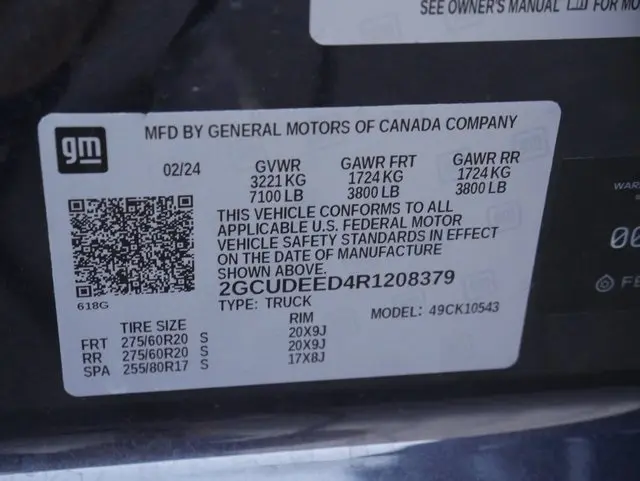 SEE OWNER'S MANUAL FOR MO
gm
MFD BY GENERAL MOTORS OF CANADA COMPANY
02/24 GVWR GAWR FRT GAWR RR
3221 KG 1724 KG 1724 KG
7100 LB 3800 LB 3800 LB
THIS VEHICLE CONFORMS TO ALL
APPLICABLE U.S. FEDERAL MOTOR
VEHICLE SAFETY STANDARDS IN EFFECT
ON THE DATE OF MANUFACTURE
SHOWN ABOVE.
618G
2GCUDEED4R1208379
TYPE: TRUCK MODEL: 49CK10543
TIRE SIZE RIM
FRT 275/60R20 S 20X9J
RR 275/60R20 S 20X9J
SPA 255/80R17 S 17X8J
WAR
00
FE